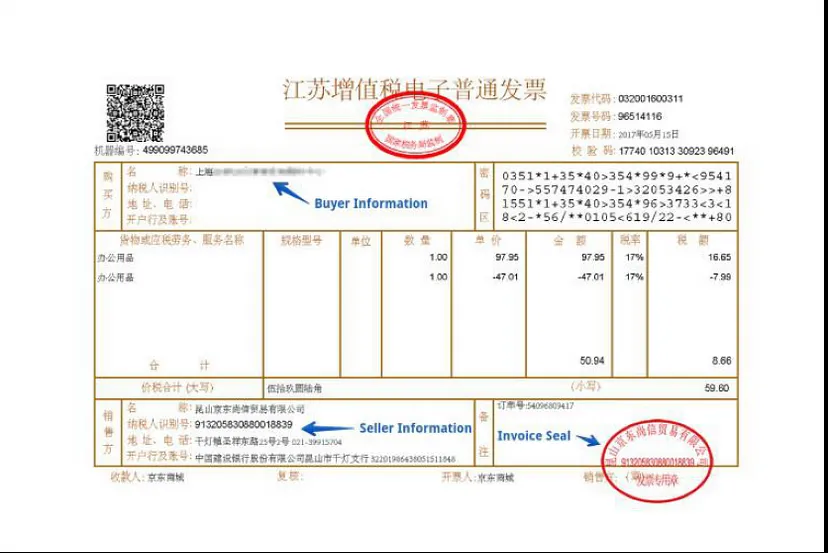 江苏增值税电子普通发票
全国统一发票监制章
江苏
国家税务局监制
发票代码: 032001600311
发票号码: 96514116
开票日期: 2017年05月15日
校 验 码: 17740 10313 30923 96491
机器编号: 499099743685
购买方
名 称: 上海
纳税人识别号:
地 址、电 话:
开户行及账号:
Buyer Information
密码区
0351*1+35*40>354*99*9+*<9541
70->557474029-1>32053426>>+8
1551*1+35*40>354*96>3733<3<1
8<2-*56/**0105<619/22-<**+80
货物或应税劳务、服务名称 规格型号 单位 数 量 单 价 金 额 税率 税 额
办公用品 1.00 97.95 97.95 17% 16.65
办公用品 1.00 -47.01 -47.01 17% -7.99
合 计 50.94 8.66
价税合计 (大写) 伍拾玖圆陆角 (小写) 59.60
销售方
名 称: 昆山京东尚信贸易有限公司
纳税人识别号: 913205830880018839
地 址、电 话: 千灯镇圣祥东路25号2号 021-39915704
开户行及账号: 中国建设银行股份有限公司昆山市千灯支行 32201986438051511848
Seller Information
备注
订单号:54096809417
Invoice Seal
昆山京东尚信贸易有限公司
913205830880018839
发票专用章
收款人: 京东商城 复核: 开票人: 京东商城 销售方: (章)